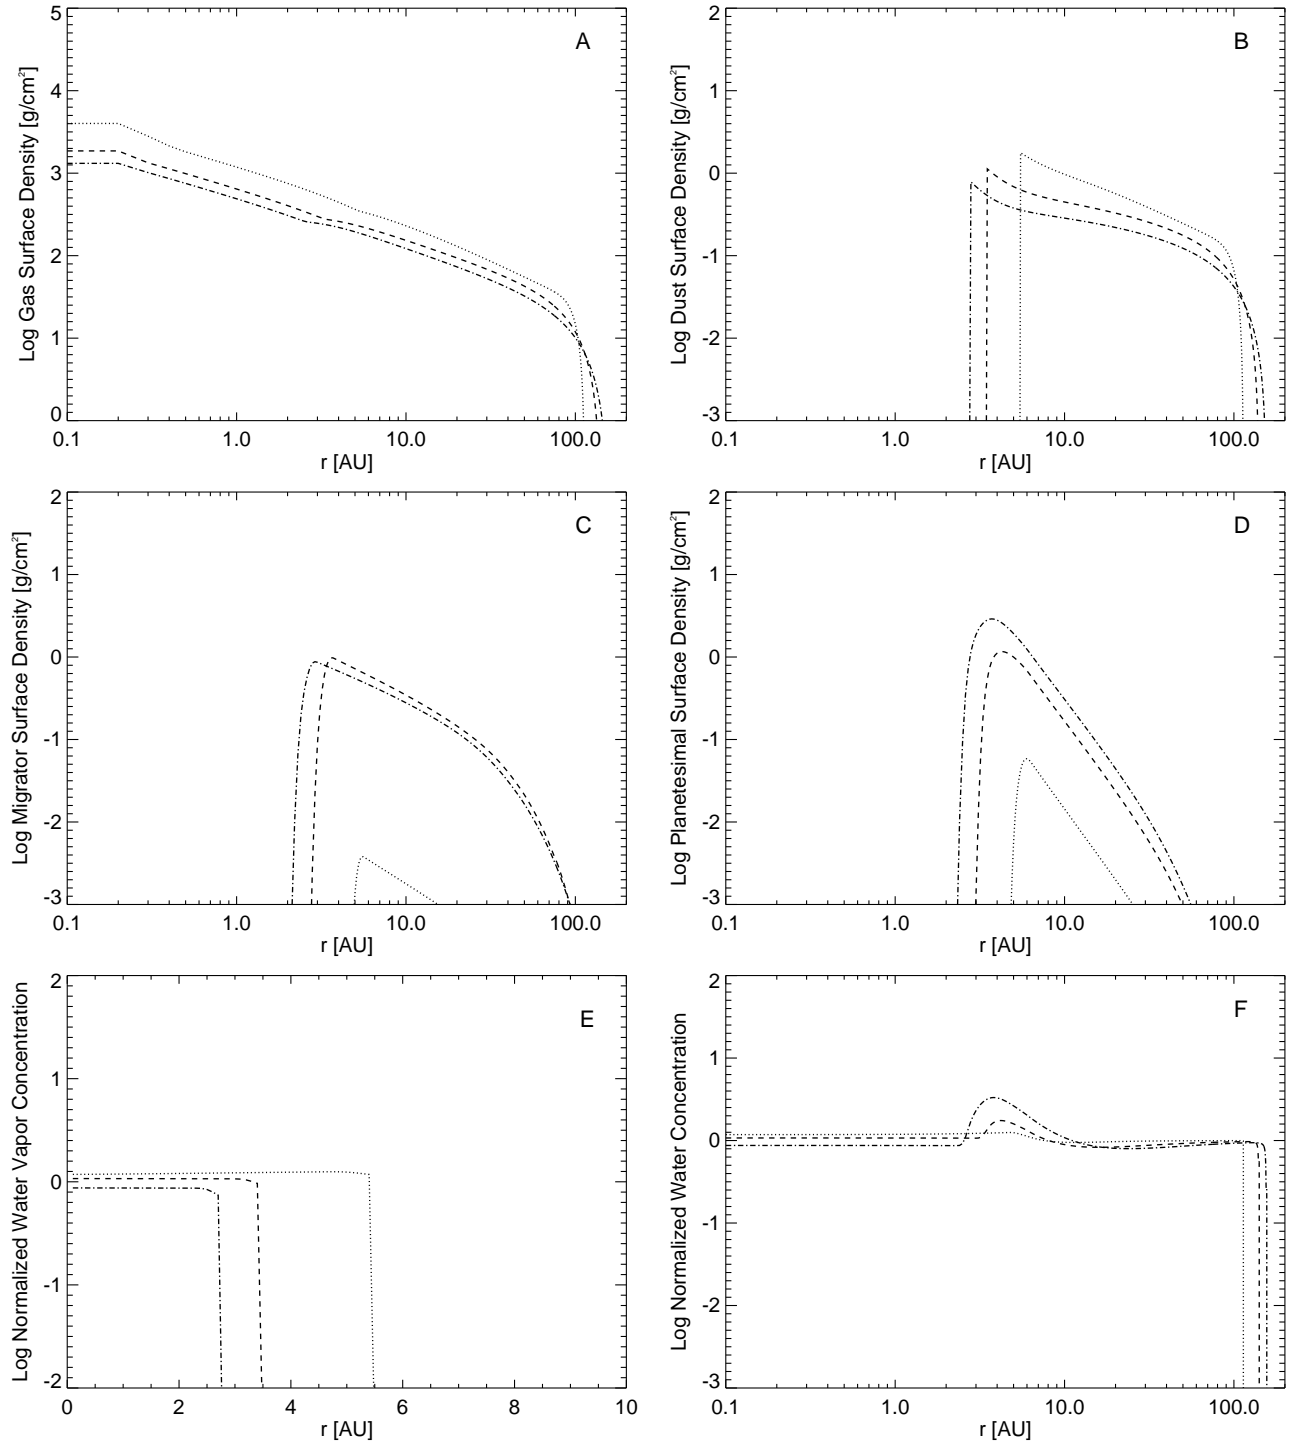 A
Log Gas Surface Density [g/cm²]
5
4
3
2
1
0
0.1 1.0 10.0 100.0
r [AU]
B
Log Dust Surface Density [g/cm²]
2
1
0
-1
-2
-3
0.1 1.0 10.0 100.0
r [AU]
C
Log Migrator Surface Density [g/cm²]
2
1
0
-1
-2
-3
0.1 1.0 10.0 100.0
r [AU]
D
Log Planetesimal Surface Density [g/cm²]
2
1
0
-1
-2
-3
0.1 1.0 10.0 100.0
r [AU]
E
Log Normalized Water Vapor Concentration
2
1
0
-1
-2
0 2 4 6 8 10
r [AU]
F
Log Normalized Water Concentration
2
1
0
-1
-2
-3
0.1 1.0 10.0 100.0
r [AU]